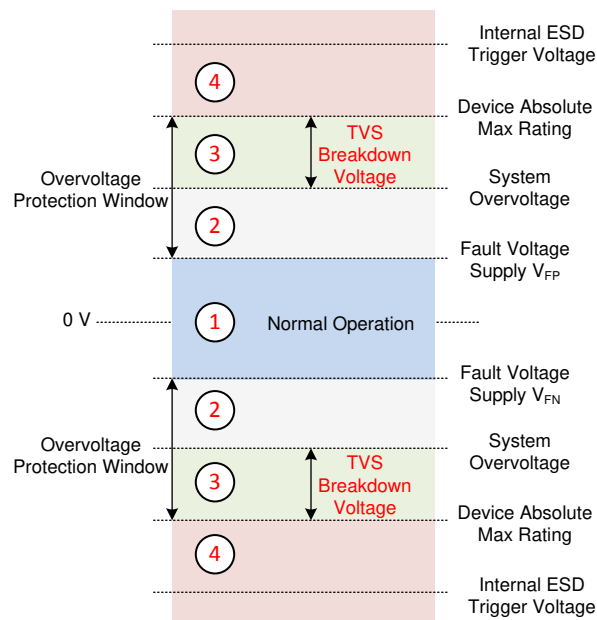 Internal ESD
Trigger Voltage
4
Device Absolute
Max Rating
TVS
Breakdown
Voltage
3
Overvoltage
Protection Window
System
Overvoltage
2
Fault Voltage
Supply VFP
0 V
1
Normal Operation
Fault Voltage
Supply VFN
2
Overvoltage
Protection Window
System
Overvoltage
TVS
Breakdown
Voltage
3
Device Absolute
Max Rating
4
Internal ESD
Trigger Voltage